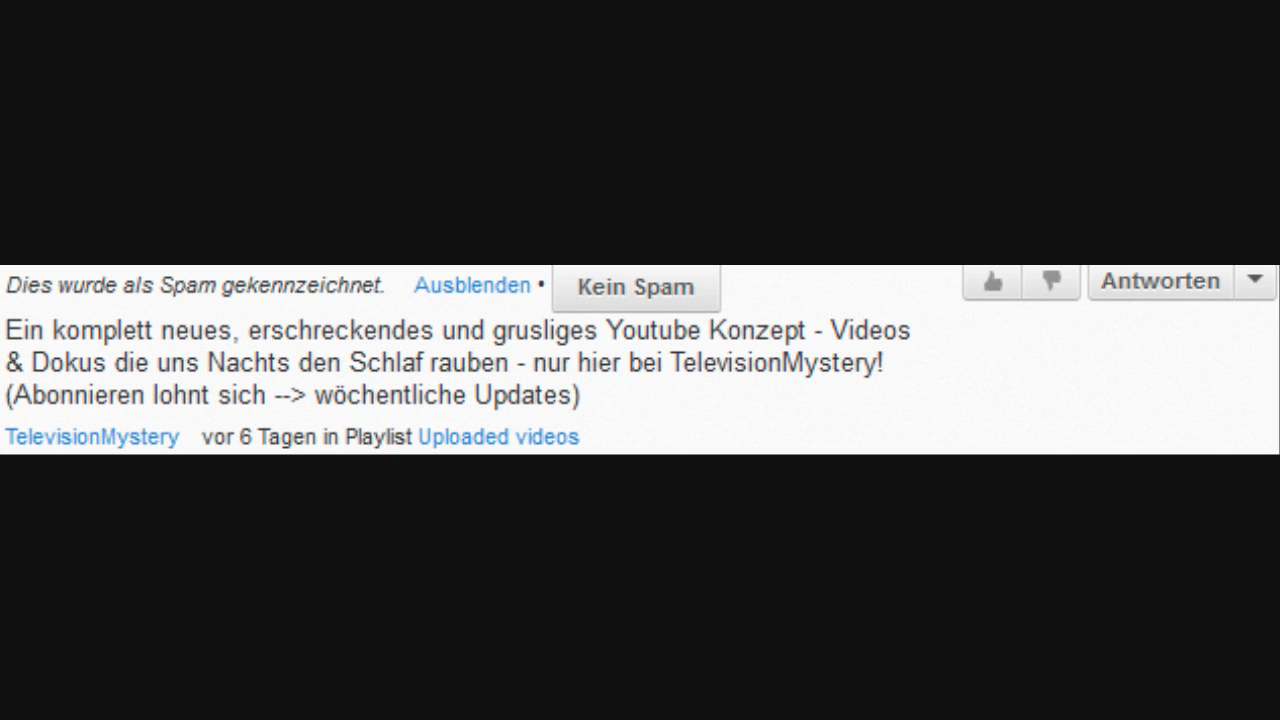 Dies wurde als Spam gekennzeichnet. Ausblenden • Kein Spam Antworten
Ein komplett neues, erschreckendes und grusliges Youtube Konzept - Videos
& Dokus die uns Nachts den Schlaf rauben - nur hier bei TelevisionMystery!
(Abonnieren lohnt sich --> wöchentliche Updates)
TelevisionMystery vor 6 Tagen in Playlist Uploaded videos